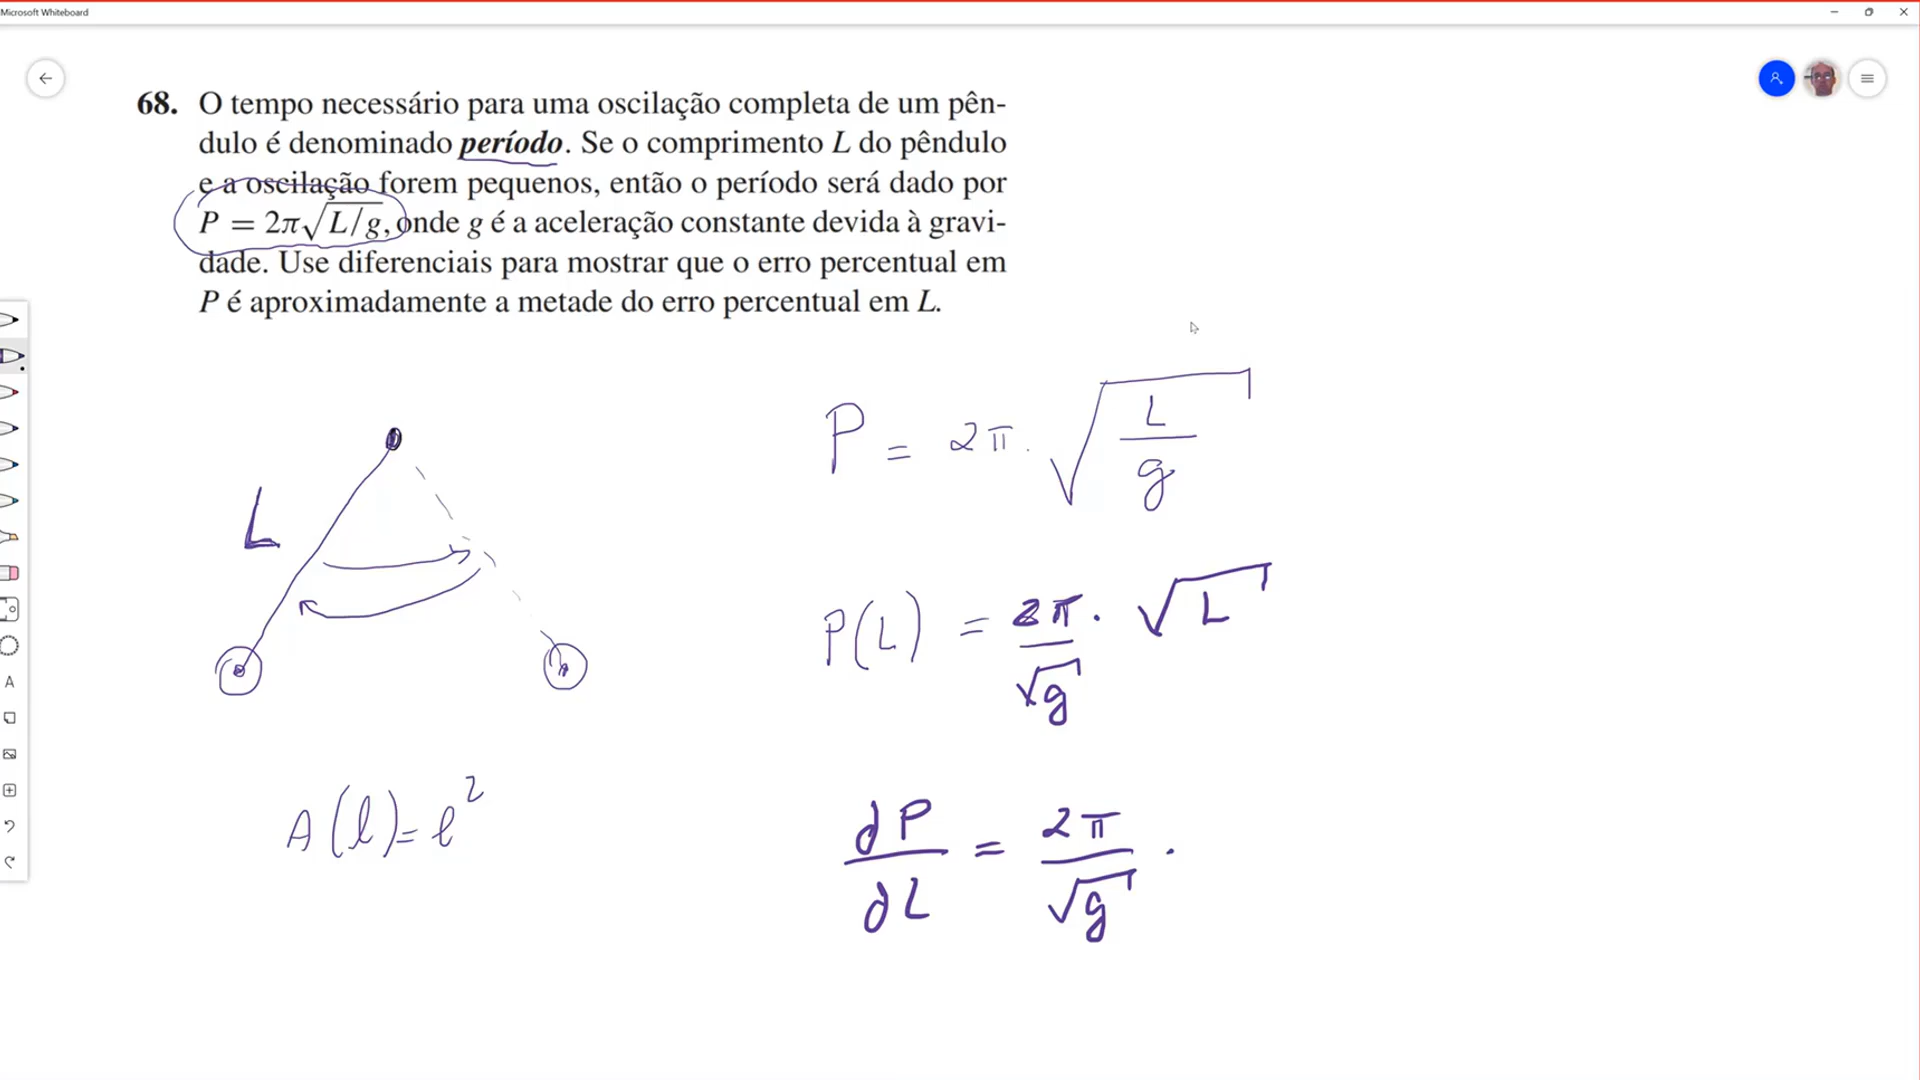 Microsoft Whiteboard
68. O tempo necessário para uma oscilação completa de um pên-
dulo é denominado período. Se o comprimento L do pêndulo
e a oscilação forem pequenos, então o período será dado por
P = 2π√L/g, onde g é a aceleração constante devida à gravi-
dade. Use diferenciais para mostrar que o erro percentual em
P é aproximadamente a metade do erro percentual em L.
P = 2π · √(L/g)
L
P(L) = 2π/√g · √L
A(l) = l²
dP/dL = 2π/√g ·
A